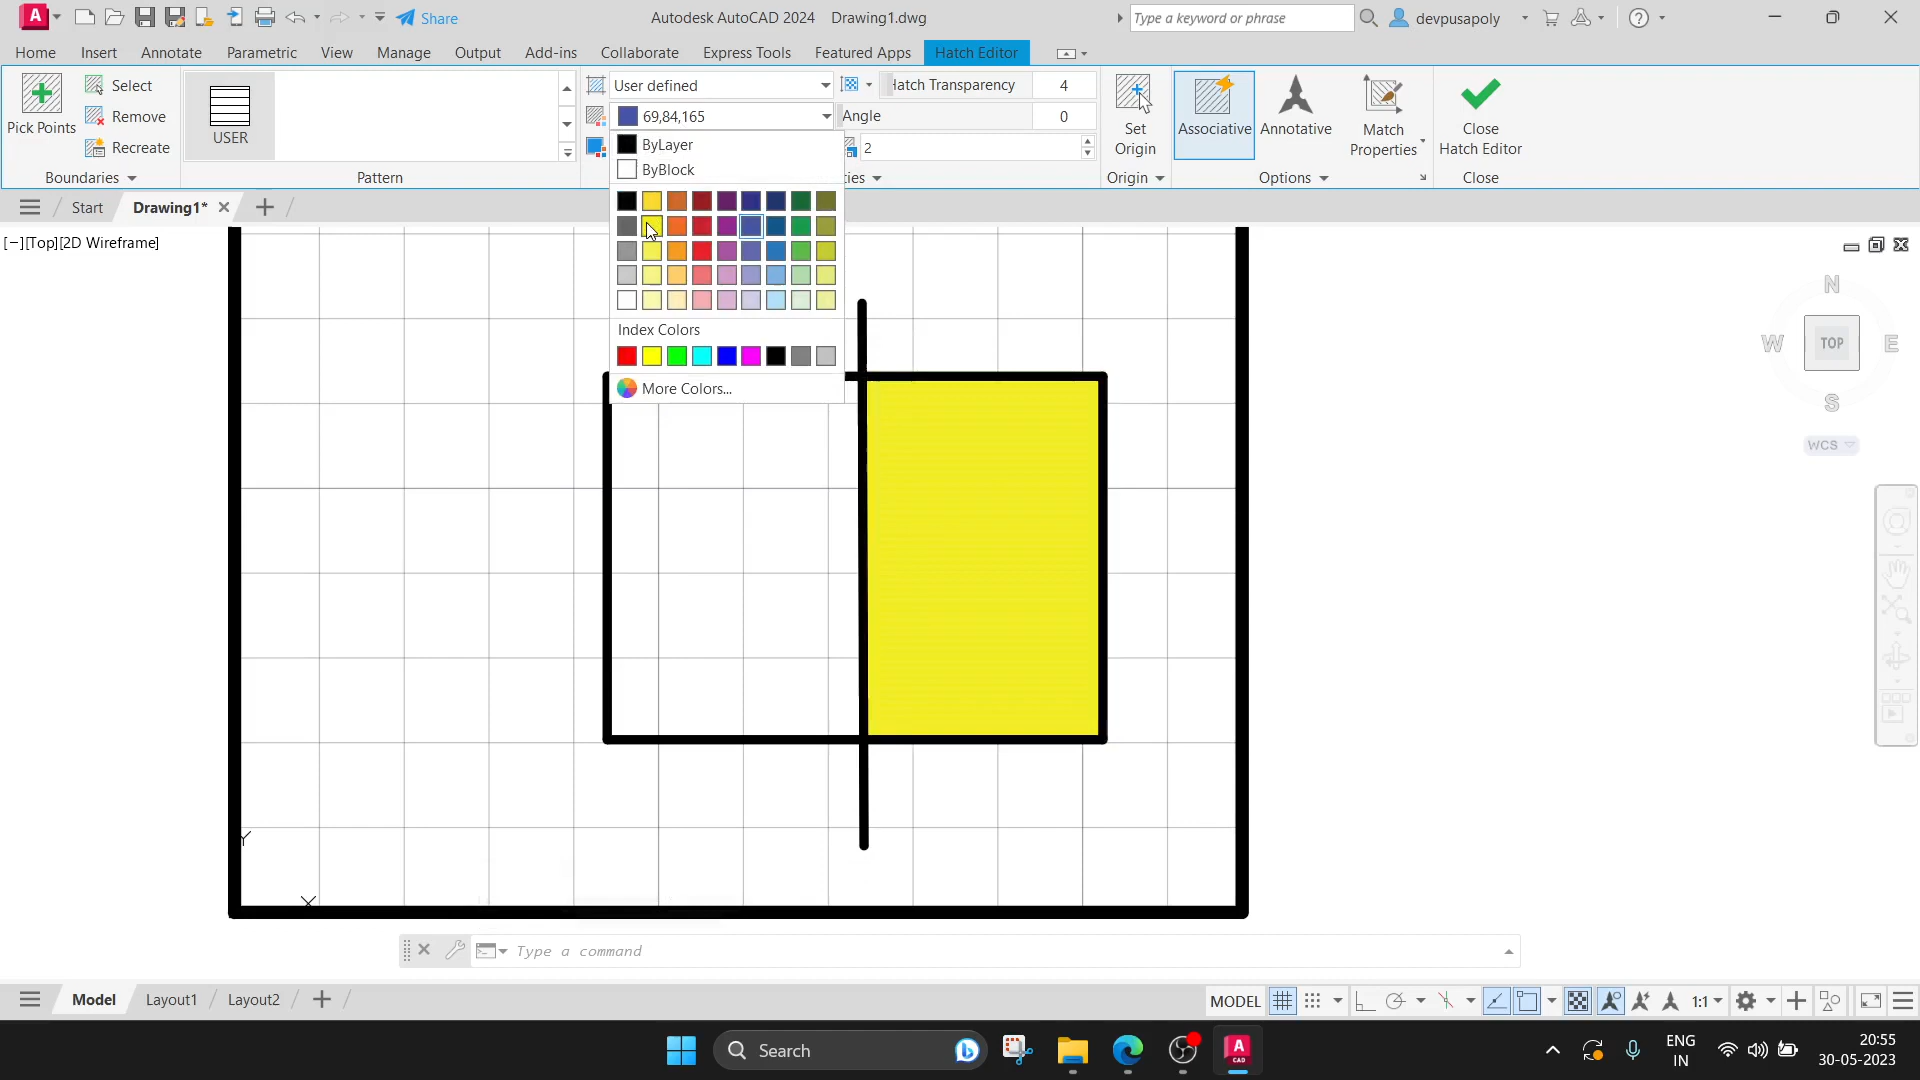 A Share Autodesk AutoCAD 2024 Drawing1.dwg Type a keyword or phrase devpusapoly
Home Insert Annotate Parametric View Manage Output Add-ins Collaborate Express Tools Featured Apps Hatch Editor
Pick Points Select Remove Recreate
Boundaries
USER
Pattern
User defined Hatch Transparency 4
69,84,165 Angle 0
2
ByLayer
ByBlock
Index Colors
More Colors...
Set Origin
Origin
Associative Annotative Match Properties
Options
Close Hatch Editor
Close
Start Drawing1*
[−][Top][2D Wireframe]
N
W TOP E
S
WCS
Y
X
Type a command
Model Layout1 Layout2 MODEL 1:1
Search A CAD ENG IN 20:55 30-05-2023